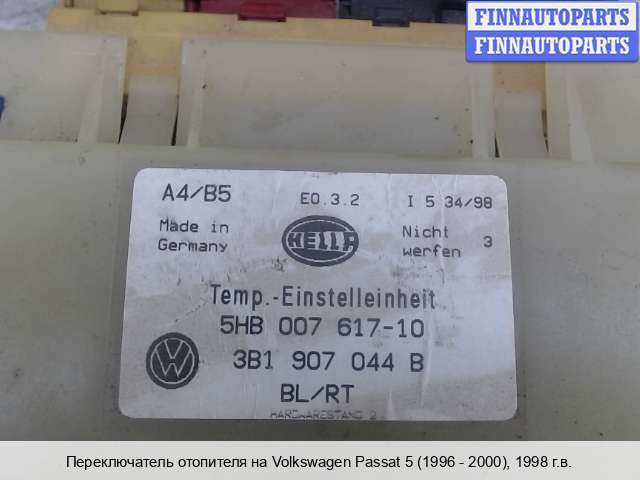 FINNAUTOPARTS
FINNAUTOPARTS
A4/B5 E0.3.2 I 5 34/98
Made in Germany
HELLA
Nicht werfen 3
Temp.-Einstelleinheit
5HB 007 617-10
3B1 907 044 B
VW
BL/RT
HARDWARESTAND 2
Переключатель отопителя на Volkswagen Passat 5 (1996 - 2000), 1998 г.в.